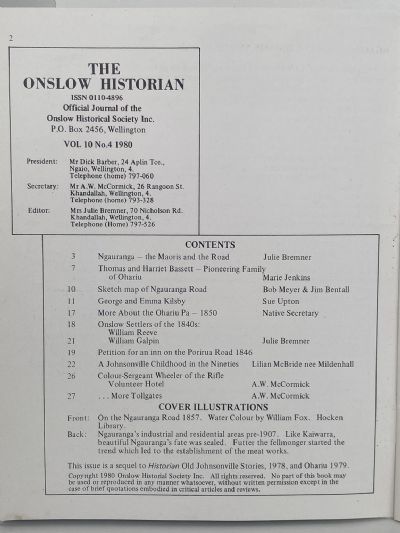 2
THE
ONSLOW HISTORIAN
ISSN 0110-4896
Official Journal of the
Onslow Historical Society Inc.
P.O. Box 2456, Wellington
VOL 10 No.4 1980
President: Mr Dick Barber, 24 Aplin Tce.,
Ngaio, Wellington, 4.
Telephone (home) 797-060
Secretary: Mr A.W. McCormick, 26 Rangoon St.
Khandallah, Wellington, 4.
Telephone (home) 793-328
Editor: Mrs Julie Bremner, 70 Nicholson Rd.
Khandallah, Wellington, 4.
Telephone (Home) 797-526
CONTENTS
3 Ngauranga – the Maoris and the Road Julie Bremner
7 Thomas and Harriet Bassett – Pioneering Family
of Ohariu Marie Jenkins
10 Sketch map of Ngauranga Road Bob Meyer & Jim Bentall
11 George and Emma Kilsby Sue Upton
17 More About the Ohariu Pa – 1850 Native Secretary
18 Onslow Settlers of the 1840s:
William Reeve
21 William Galpin Julie Bremner
19 Petition for an inn on the Porirua Road 1846
22 A Johnsonville Childhood in the Nineties Lilian McBride nee Mildenhall
26 Colour-Sergeant Wheeler of the Rifle
Volunteer Hotel A.W. McCormick
27 . . . More Tollgates A.W. McCormick
COVER ILLUSTRATIONS
Front: On the Ngauranga Road 1857. Water Colour by William Fox. Hocken
Library.
Back: Ngauranga's industrial and residential areas pre-1907. Like Kaiwarra,
beautiful Ngauranga's fate was sealed. Futter the fellmonger started the
trend which led to the establishment of the meat works.
This issue is a sequel to Historian Old Johnsonville Stories, 1978, and Ohariu 1979.
Copyright 1980 Onslow Historical Society Inc. All rights reserved. No part of this book may
be used or reproduced in any manner whatsoever, without written permission except in the
case of brief quotations embodied in critical articles and reviews.